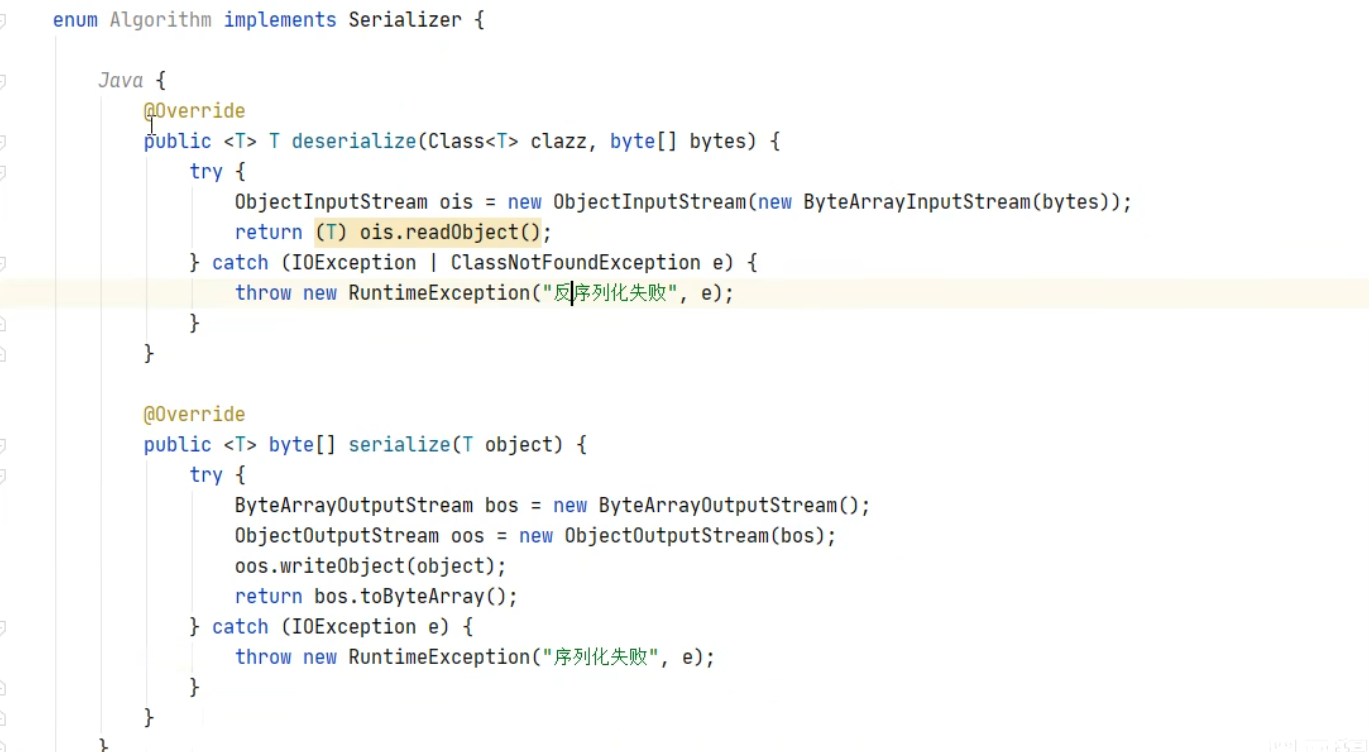 enum Algorithm implements Serializer {
Java {
@Override
public <T> T deserialize(Class<T> clazz, byte[] bytes) {
try {
ObjectInputStream ois = new ObjectInputStream(new ByteArrayInputStream(bytes));
return (T) ois.readObject();
} catch (IOException | ClassNotFoundException e) {
throw new RuntimeException("反序列化失败", e);
}
}
@Override
public <T> byte[] serialize(T object) {
try {
ByteArrayOutputStream bos = new ByteArrayOutputStream();
ObjectOutputStream oos = new ObjectOutputStream(bos);
oos.writeObject(object);
return bos.toByteArray();
} catch (IOException e) {
throw new RuntimeException("序列化失败", e);
}
}
}